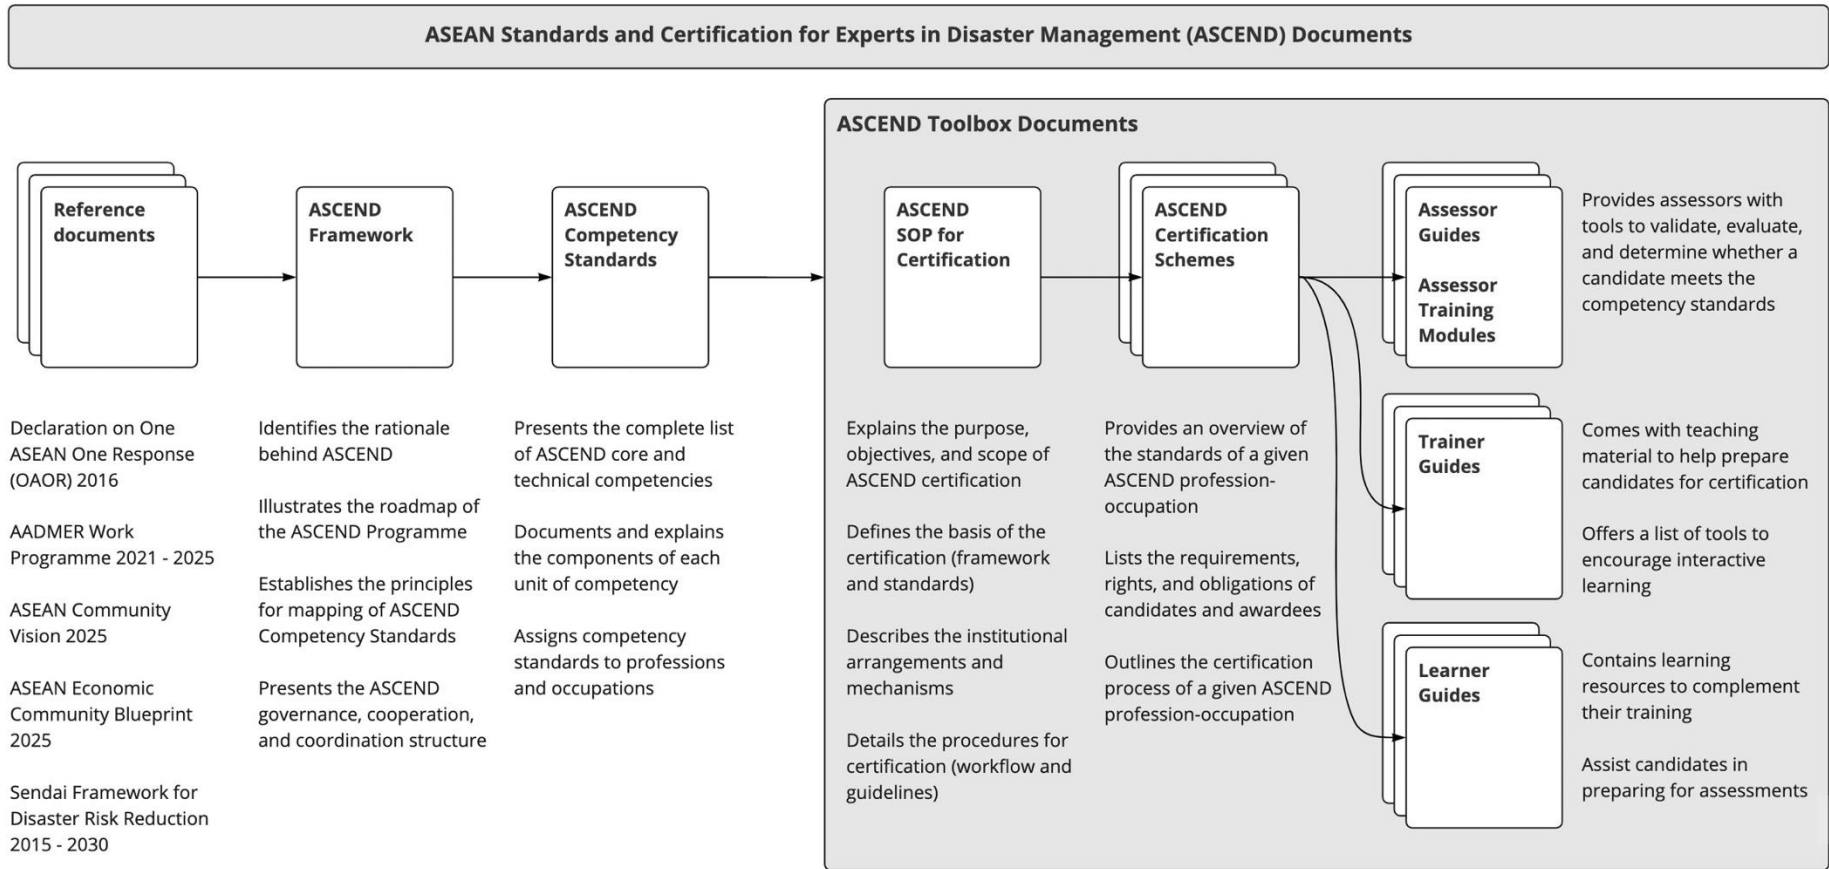 ASEAN Standards and Certification for Experts in Disaster Management (ASCEND) Documents
ASCEND Toolbox Documents
Reference
documents
ASCEND
Framework
ASCEND
Competency
Standards
ASCEND
SOP for
Certification
ASCEND
Certification
Schemes
Assessor
Guides
Assessor
Training
Modules
Provides assessors with
tools to validate, evaluate,
and determine whether a
candidate meets the
competency standards
Declaration on One
ASEAN One Response
(OAOR) 2016
AADMER Work
Programme 2021 - 2025
ASEAN Community
Vision 2025
ASEAN Economic
Community Blueprint
2025
Sendai Framework for
Disaster Risk Reduction
2015 - 2030
Identifies the rationale
behind ASCEND
Illustrates the roadmap of
the ASCEND Programme
Establishes the principles
for mapping of ASCEND
Competency Standards
Presents the ASCEND
governance, cooperation,
and coordination structure
Presents the complete list
of ASCEND core and
technical competencies
Documents and explains
the components of each
unit of competency
Assigns competency
standards to professions
and occupations
Explains the purpose,
objectives, and scope of
ASCEND certification
Defines the basis of the
certification (framework
and standards)
Describes the institutional
arrangements and
mechanisms
Details the procedures for
certification (workflow and
guidelines)
Provides an overview of
the standards of a given
ASCEND profession-
occupation
Lists the requirements,
rights, and obligations of
candidates and awardees
Outlines the certification
process of a given ASCEND
profession-occupation
Trainer
Guides
Comes with teaching
material to help prepare
candidates for certification
Offers a list of tools to
encourage interactive
learning
Learner
Guides
Contains learning
resources to complement
their training
Assist candidates in
preparing for assessments